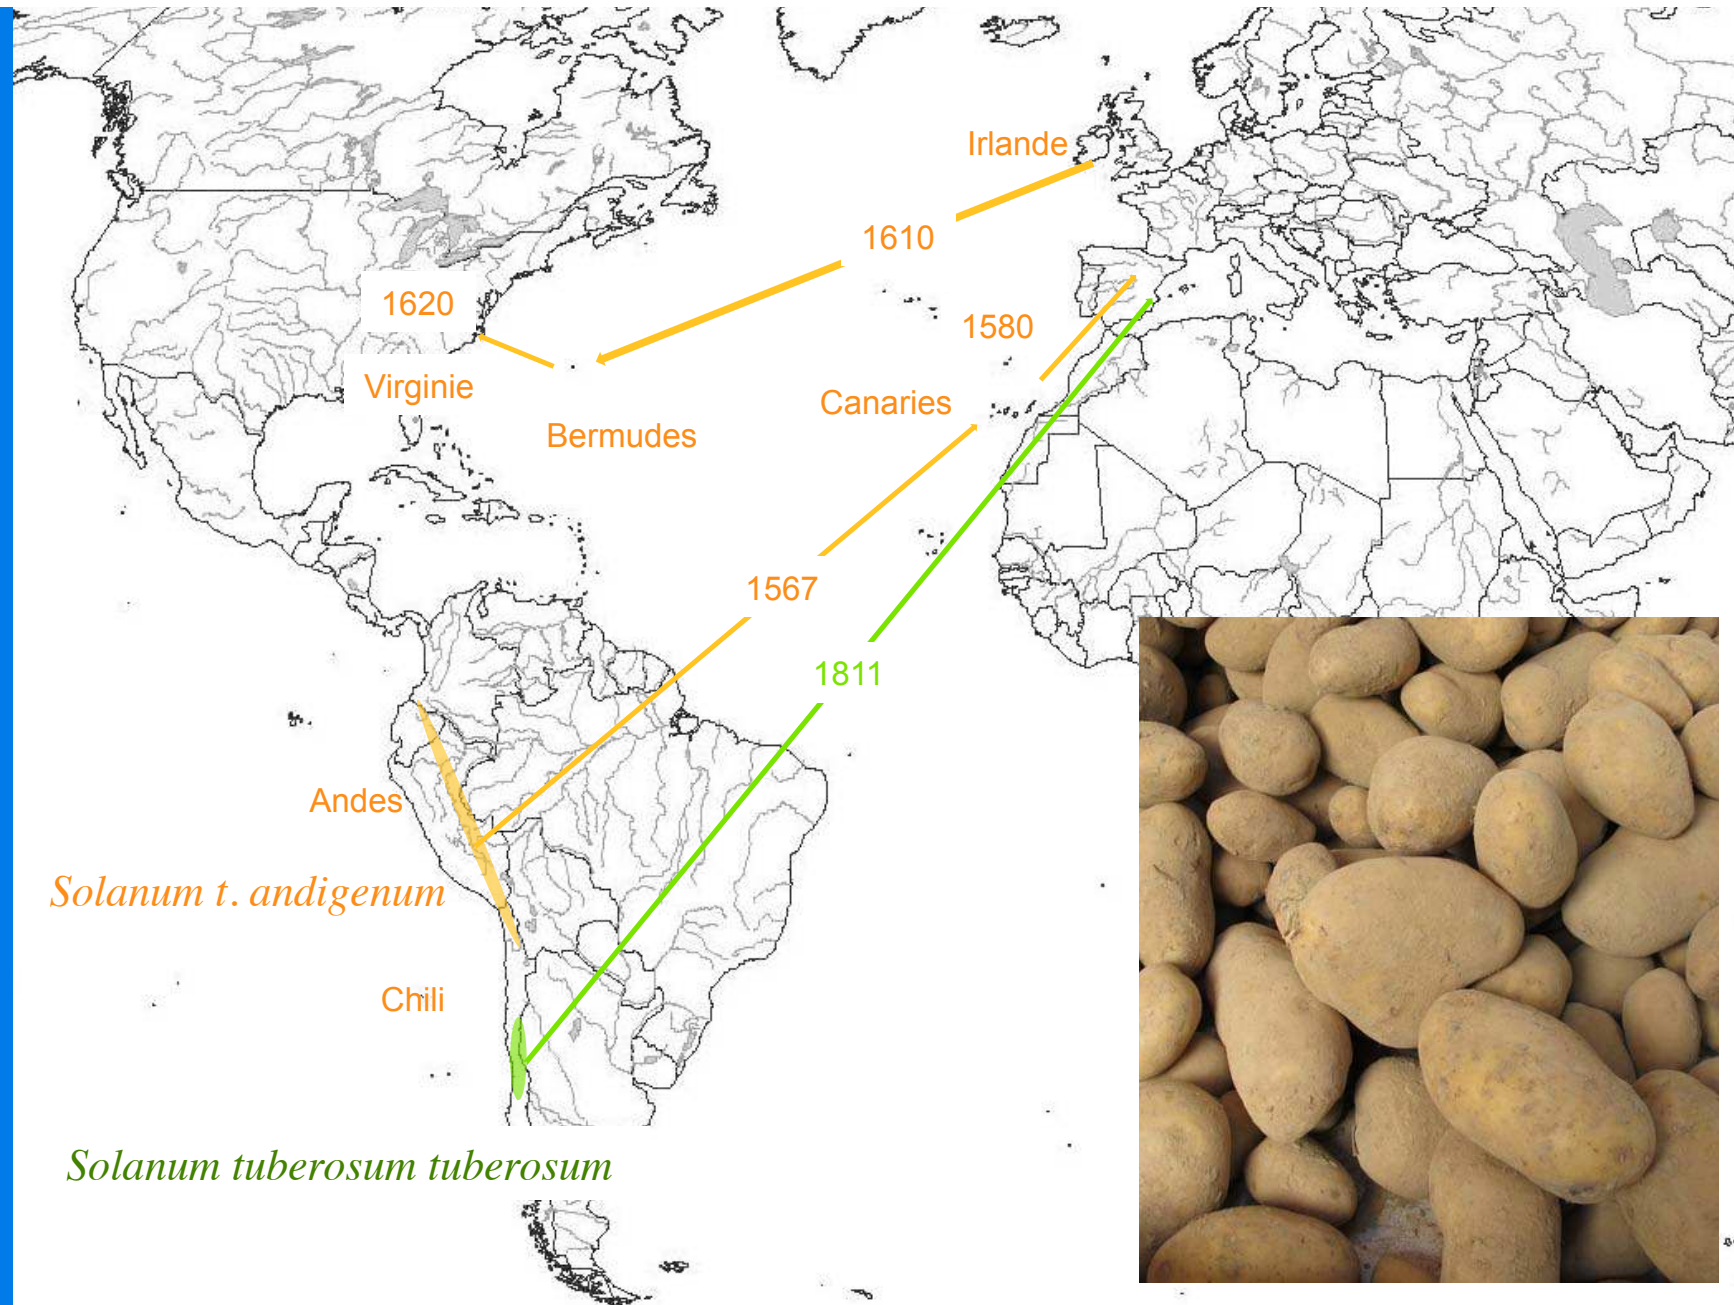 Irlande
1610
1620
1580
Virginie
Canaries
Bermudes
1567
1811
Andes
Solanum t. andigenum
Chili
Solanum tuberosum tuberosum